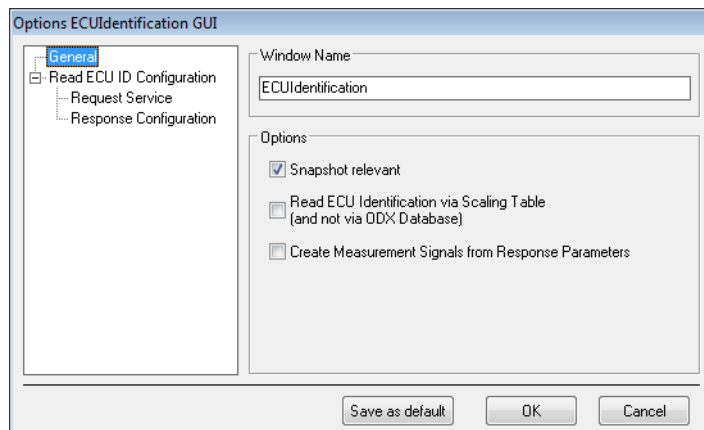 Options ECUIdentification GUI
General
Read ECU ID Configuration
Request Service
Response Configuration
Window Name
ECUIdentification
Options
Snapshot relevant
Read ECU Identification via Scaling Table
(and not via ODX Database)
Create Measurement Signals from Response Parameters
Save as default
OK
Cancel